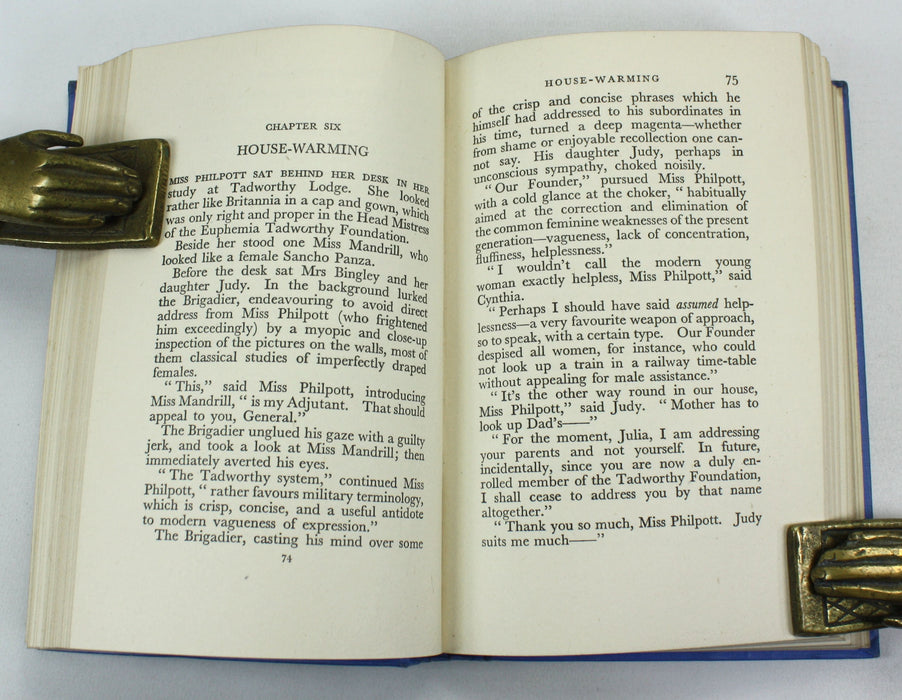 CHAPTER SIX
HOUSE-WARMING
MISS PHILPOTT SAT BEHIND HER DESK IN HER
study at Tadworthy Lodge. She looked
rather like Britannia in a cap and gown, which
was only right and proper in the Head Mistress
of the Euphemia Tadworthy Foundation.
Beside her stood one Miss Mandrill, who
looked like a female Sancho Panza.
Before the desk sat Mrs Bingley and her
daughter Judy. In the background lurked
the Brigadier, endeavouring to avoid direct
address from Miss Philpott (who frightened
him exceedingly) by a myopic and close-up
inspection of the pictures on the walls, most of
them classical studies of imperfectly draped
females.
“ This,” said Miss Philpott, introducing
Miss Mandrill, “ is my Adjutant. That should
appeal to you, General.”
The Brigadier unglued his gaze with a guilty
jerk, and took a look at Miss Mandrill; then
immediately averted his eyes.
“ The Tadworthy system,” continued Miss
Philpott, “ rather favours military terminology,
which is crisp, concise, and a useful antidote
to modern vagueness of expression.”
The Brigadier, casting his mind over some
74
HOUSE-WARMING 75
of the crisp and concise phrases which he
himself had addressed to his subordinates in
his time, turned a deep magenta—whether
from shame or enjoyable recollection one can-
not say. His daughter Judy, perhaps in
unconscious sympathy, choked noisily.
“ Our Founder,” pursued Miss Philpott,
with a cold glance at the choker, “ habitually
aimed at the correction and elimination of
the common feminine weaknesses of the present
generation—vagueness, lack of concentration,
fluffiness, helplessness.”
“ I wouldn’t call the modern young
woman exactly helpless, Miss Philpott,” said
Cynthia.
“ Perhaps I should have said assumed help-
lessness—a very favourite weapon of approach,
so to speak, with a certain type. Our Founder
despised all women, for instance, who could
not look up a train in a railway time-table
without appealing for male assistance.”
“ It’s the other way round in our house,
Miss Philpott,” said Judy. “ Mother has to
look up Dad’s——”
“ For the moment, Julia, I am addressing
your parents and not yourself. In future,
incidentally, since you are now a duly en-
rolled member of the Tadworthy Foundation,
I shall cease to address you by that name
altogether.”
“ Thank you so much, Miss Philpott. Judy
suits me much——”